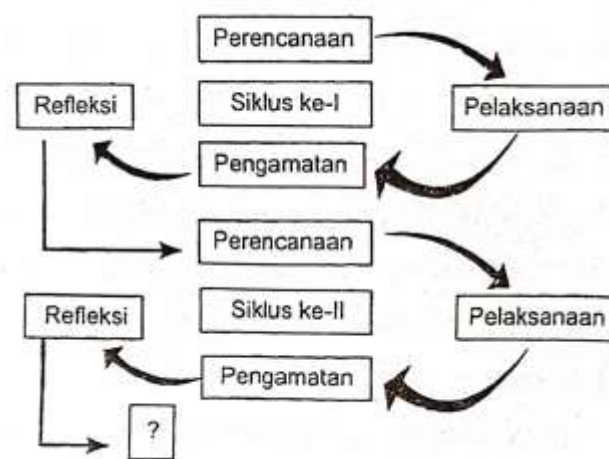 Perencanaan
Refleksi
Siklus ke-I
Pelaksanaan
Pengamatan
Perencanaan
Refleksi
Siklus ke-II
Pelaksanaan
Pengamatan
?